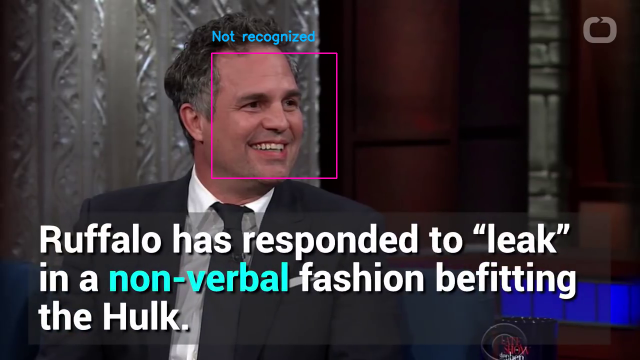 Not recognized
Ruffalo has responded to “leak”
in a non-verbal fashion befitting
the Hulk.